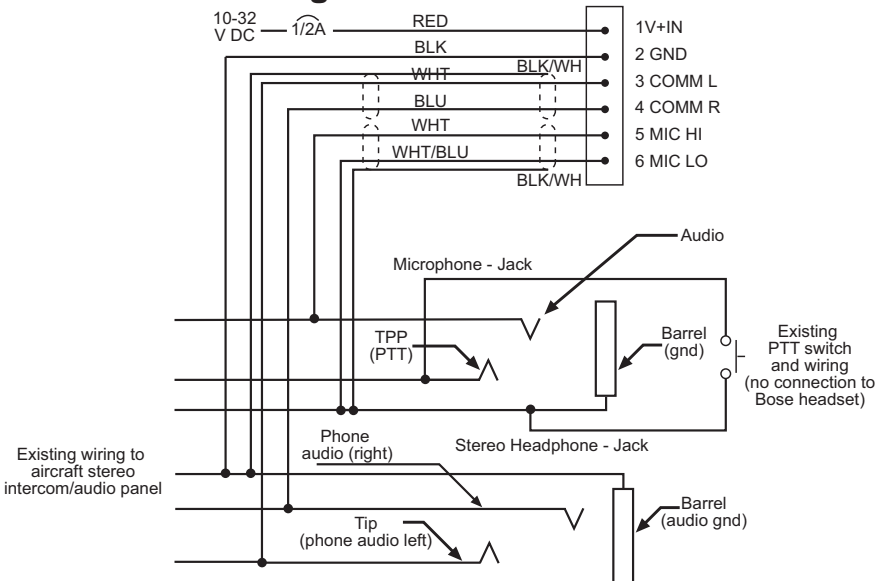 10-32
V DC
1/2A
RED
1V+IN
BLK
2 GND
BLK/WH
WHT
3 COMM L
BLU
4 COMM R
WHT
5 MIC HI
WHT/BLU
6 MIC LO
BLK/WH
Audio
Microphone - Jack
TPP
(PTT)
Barrel
(gnd)
Existing
PTT switch
and wiring
(no connection to
Bose headset)
Phone
audio (right)
Stereo Headphone - Jack
Existing wiring to
aircraft stereo
intercom/audio panel
Barrel
(audio gnd)
Tip
(phone audio left)